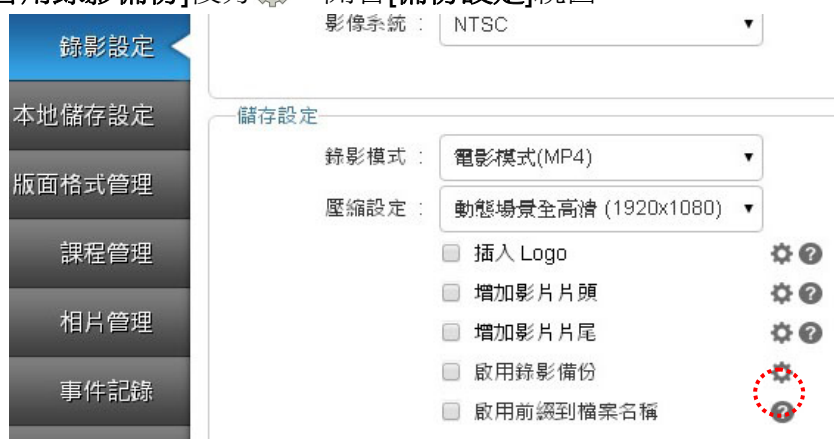 影像系統 : NTSC
錄影設定
本地儲存設定
版面格式管理
課程管理
相片管理
事件記錄
儲存設定
錄影模式 : 電影模式(MP4)
壓縮設定 : 動態場景全高清 (1920x1080)
插入 Logo
增加影片片頭
增加影片片尾
啟用錄影備份
啟用前綴到檔案名稱